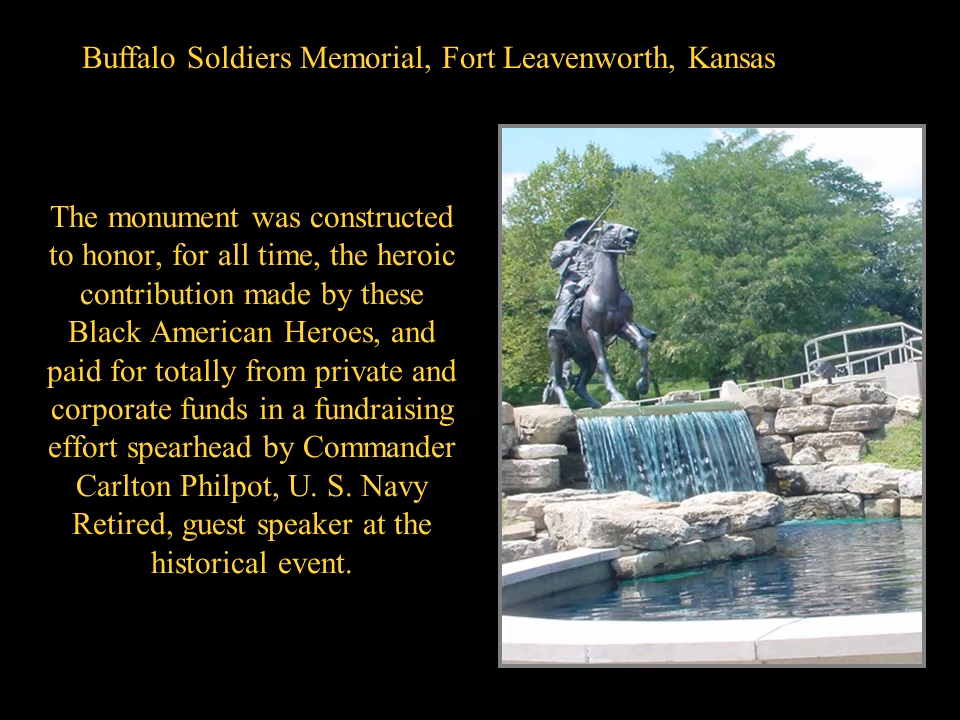 Buffalo Soldiers Memorial, Fort Leavenworth, Kansas
The monument was constructed
to honor, for all time, the heroic
contribution made by these
Black American Heroes, and
paid for totally from private and
corporate funds in a fundraising
effort spearhead by Commander
Carlton Philpot, U. S. Navy
Retired, guest speaker at the
historical event.